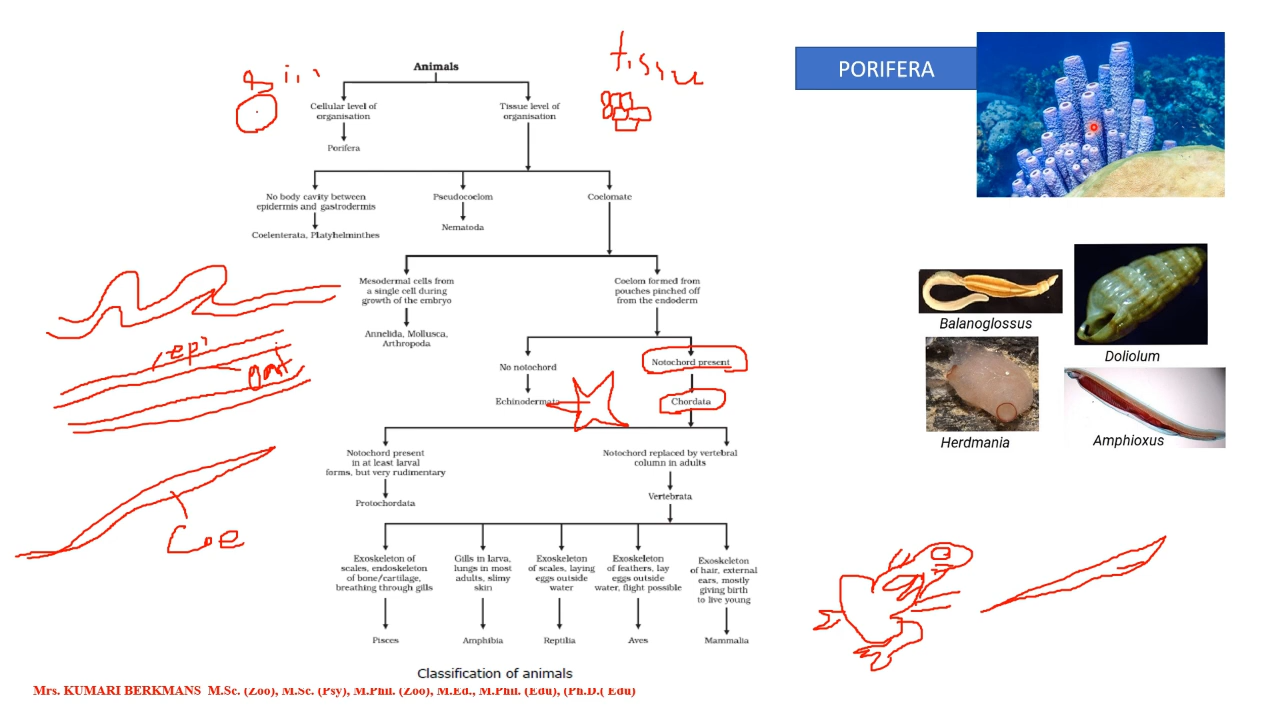 tissu
PORIFERA
Animals
Cellular level of
organisation
Tissue level of
organisation
Porifera
No body cavity between
epidermis and gastrodermis
Pseudocoelom
Coelomate
Coelenterata, Platyhelminthes
Nematoda
Mesodermal cells from
a single cell during
growth of the embryo
Coelom formed from
pouches pinched off
from the endoderm
Annelida, Mollusca,
Arthropoda
No notochord
Notochord present
Echinodermata
Chordata
epi
Balanoglossus
Doliolum
Herdmania
Amphioxus
Notochord present
in at least larval
forms, but very rudimentary
Notochord replaced by vertebral
column in adults
Protochordata
Vertebrata
Coe
Exoskeleton of
scales, endoskeleton
of bone/cartilage,
breathing through gills
Gills in larva,
lungs in most
adults, slimy
skin
Exoskeleton
of scales, laying
eggs outside
water
Exoskeleton
of feathers, lay
eggs outside
water, flight possible
Exoskeleton
of hair, external
ears, mostly
giving birth
to live young
Pisces
Amphibia
Reptilia
Aves
Mammalia
Classification of animals
Mrs. KUMARI BERKMANS M.Sc. (Zoo), M.Sc. (Psy), M.Phil. (Zoo), M.Ed., M.Phil. (Edu), (Ph.D.( Edu)